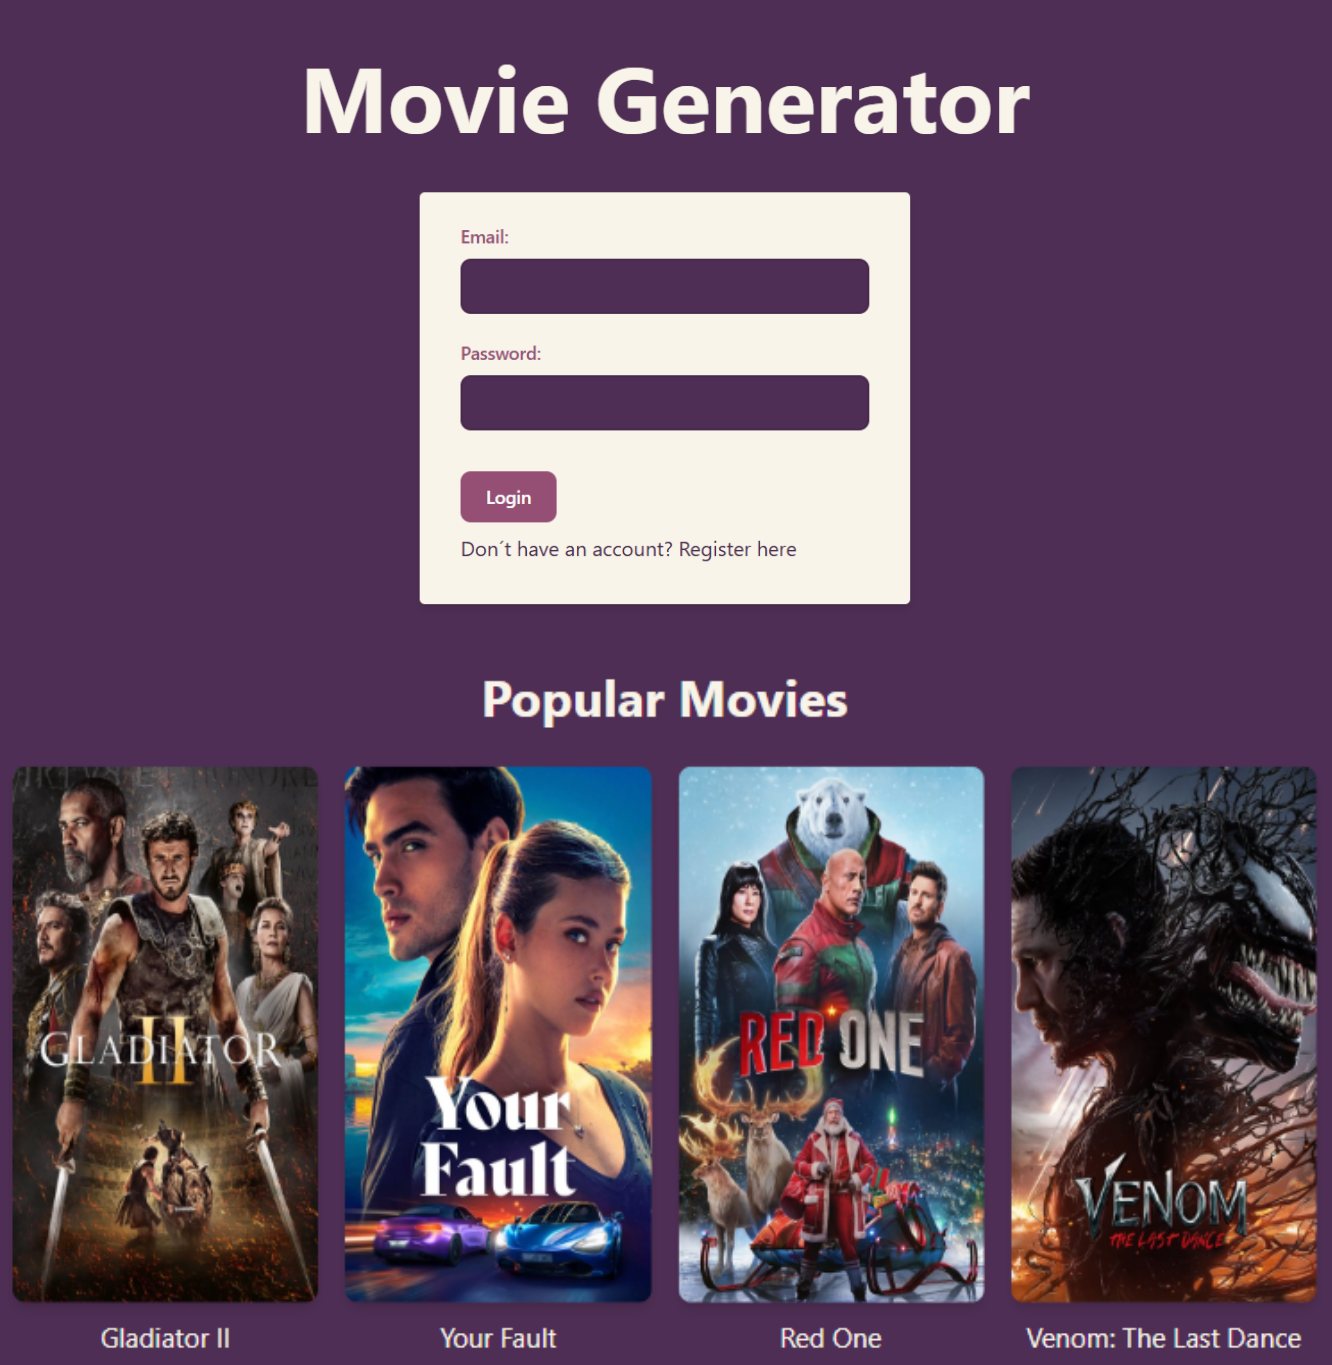 Movie Generator
Email:
Password:
Login
Don´t have an account? Register here
Popular Movies
GLADIATOR
II
Your
Fault
RED ONE
VENOM
THE LAST DANCE
Gladiator II
Your Fault
Red One
Venom: The Last Dance